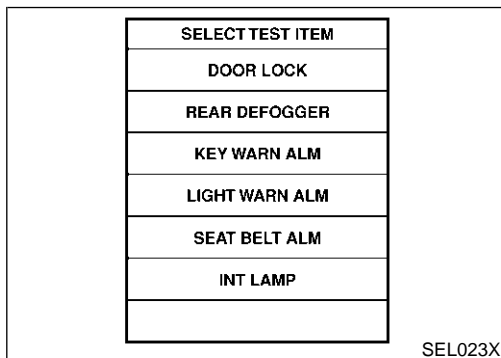 SELECT TEST ITEM
DOOR LOCK
REAR DEFOGGER
KEY WARN ALM
LIGHT WARN ALM
SEAT BELT ALM
INT LAMP
SEL023X